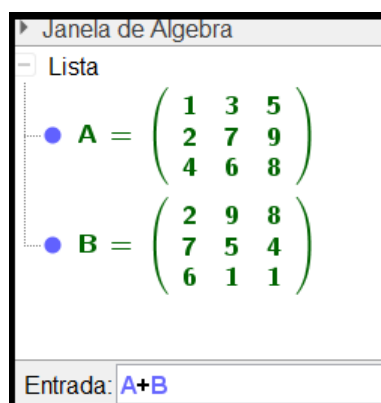 Janela de Álgebra
Lista
A = ( 1 3 5
2 7 9
4 6 8 )
B = ( 2 9 8
7 5 4
6 1 1 )
Entrada: A+B